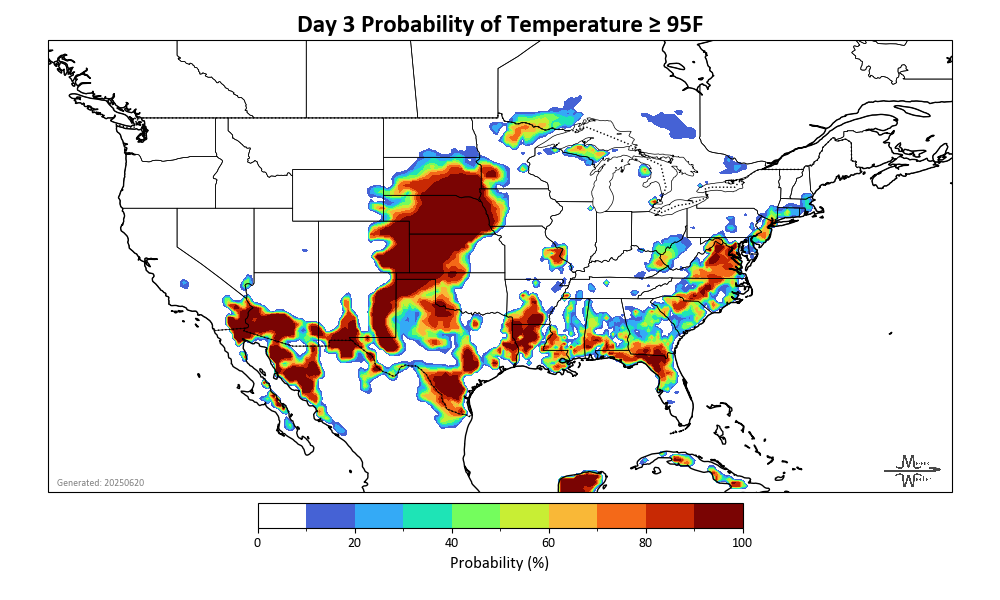 Day 3 Probability of Temperature ≥ 95F
Generated: 20250620
0 20 40 60 80 100
Probability (%)